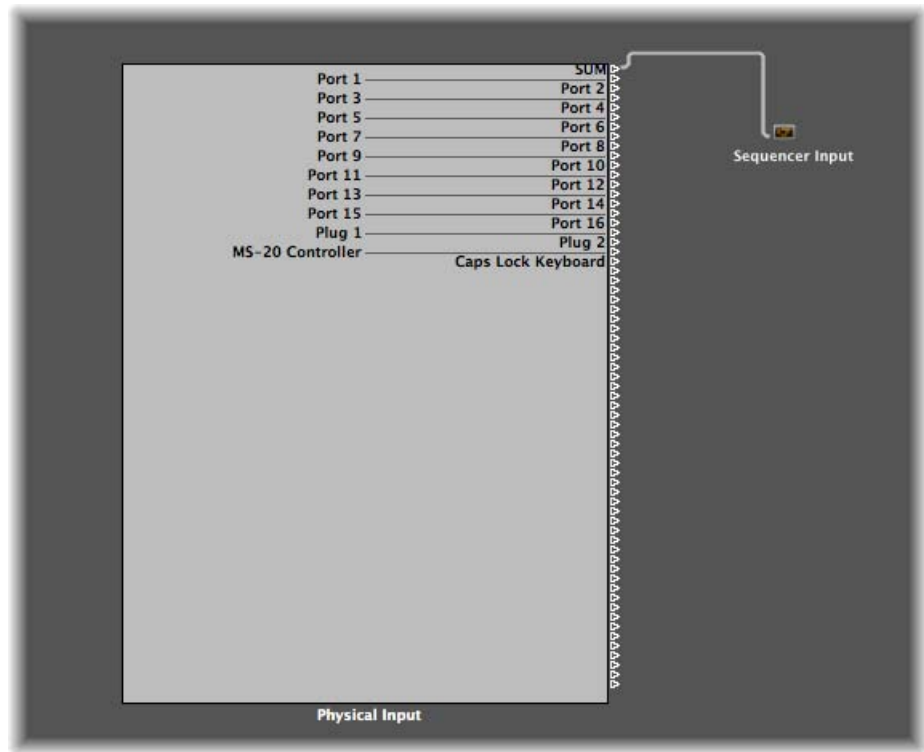 SUM
Port 1
Port 2
Port 3
Port 4
Port 5
Port 6
Port 7
Port 8
Port 9
Port 10
Port 11
Port 12
Port 13
Port 14
Port 15
Port 16
Plug 1
Plug 2
MS-20 Controller
Caps Lock Keyboard
Sequencer Input
Physical Input